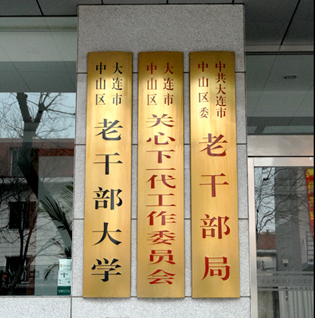 大连市
中山区
老干部大学
大连市
中山区
关心下一代工作委员会
中共大连市
中山区委
老干部局